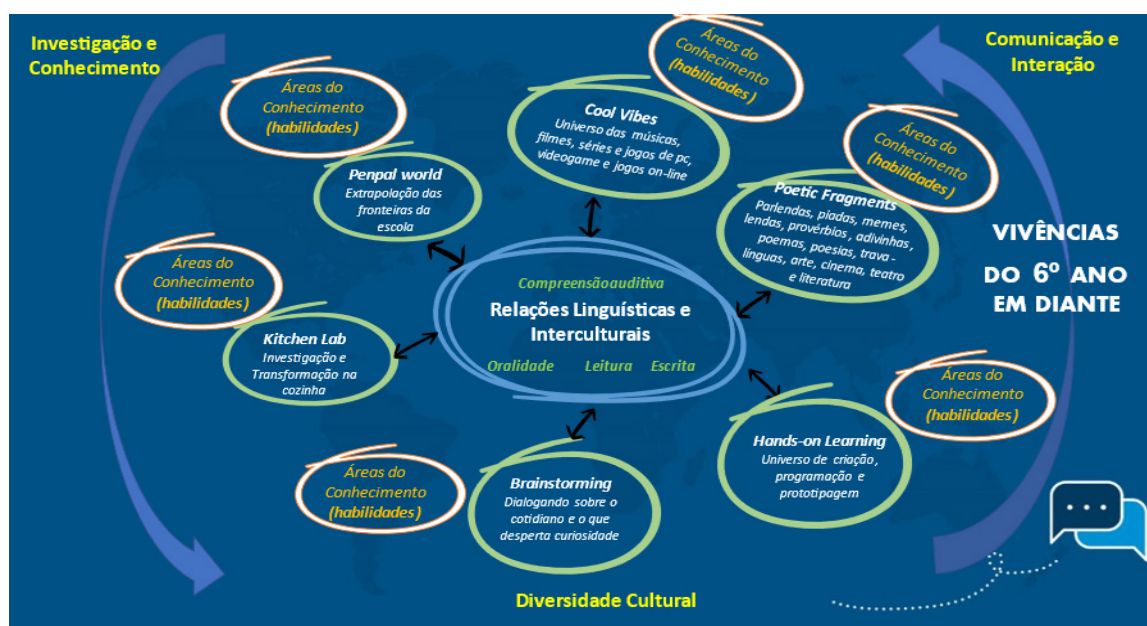 Investigação e
Conhecimento
Comunicação e
Interação
Áreas do
Conhecimento
(habilidades)
Penpal world
Extrapolação das
fronteiras da
escola
Áreas do
Conhecimento
(habilidades)
Cool Vibes
Universo das músicas,
filmes, séries e jogos de pc,
videogame e jogos on-line
Áreas do
Conhecimento
(habilidades)
Poetic Fragments
Parlendas, piadas, memes,
lendas, provérbios , adivinhas,
poemas, poesias, trava -
línguas, arte, cinema, teatro
e literatura
VIVÊNCIAS
DO 6º ANO
EM DIANTE
Áreas do
Conhecimento
(habilidades)
Kitchen Lab
Investigação e
Transformação na
cozinha
Compreensão auditiva
Relações Linguísticas e
Interculturais
Oralidade Leitura Escrita
Áreas do
Conhecimento
(habilidades)
Hands-on Learning
Universo de criação,
programação e
prototipagem
Áreas do
Conhecimento
(habilidades)
Brainstorming
Dialogando sobre o
cotidiano e o que
desperta curiosidade
Diversidade Cultural